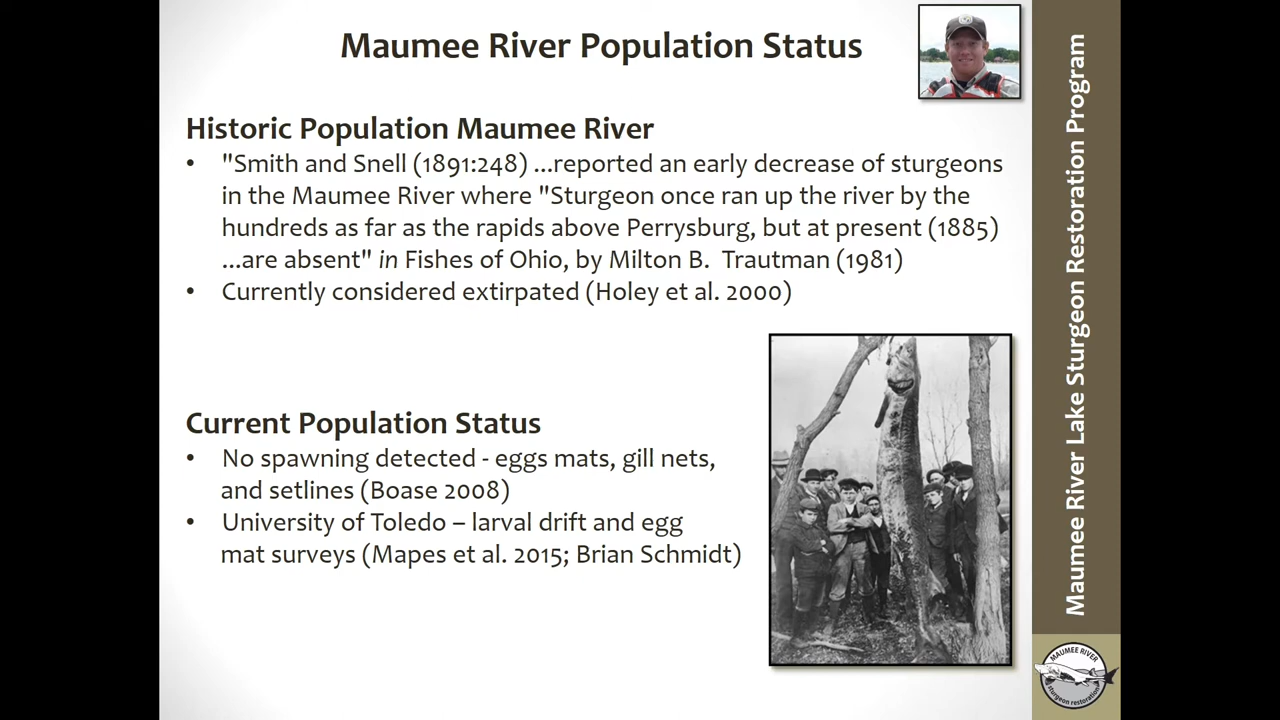 Maumee River Population Status
Historic Population Maumee River
• "Smith and Snell (1891:248) ...reported an early decrease of sturgeons
in the Maumee River where "Sturgeon once ran up the river by the
hundreds as far as the rapids above Perrysburg, but at present (1885)
...are absent" in Fishes of Ohio, by Milton B. Trautman (1981)
• Currently considered extirpated (Holey et al. 2000)
Current Population Status
• No spawning detected - eggs mats, gill nets,
and setlines (Boase 2008)
• University of Toledo – larval drift and egg
mat surveys (Mapes et al. 2015; Brian Schmidt)
Maumee River Lake Sturgeon Restoration Program
MAUMEE RIVER
sturgeon restoration